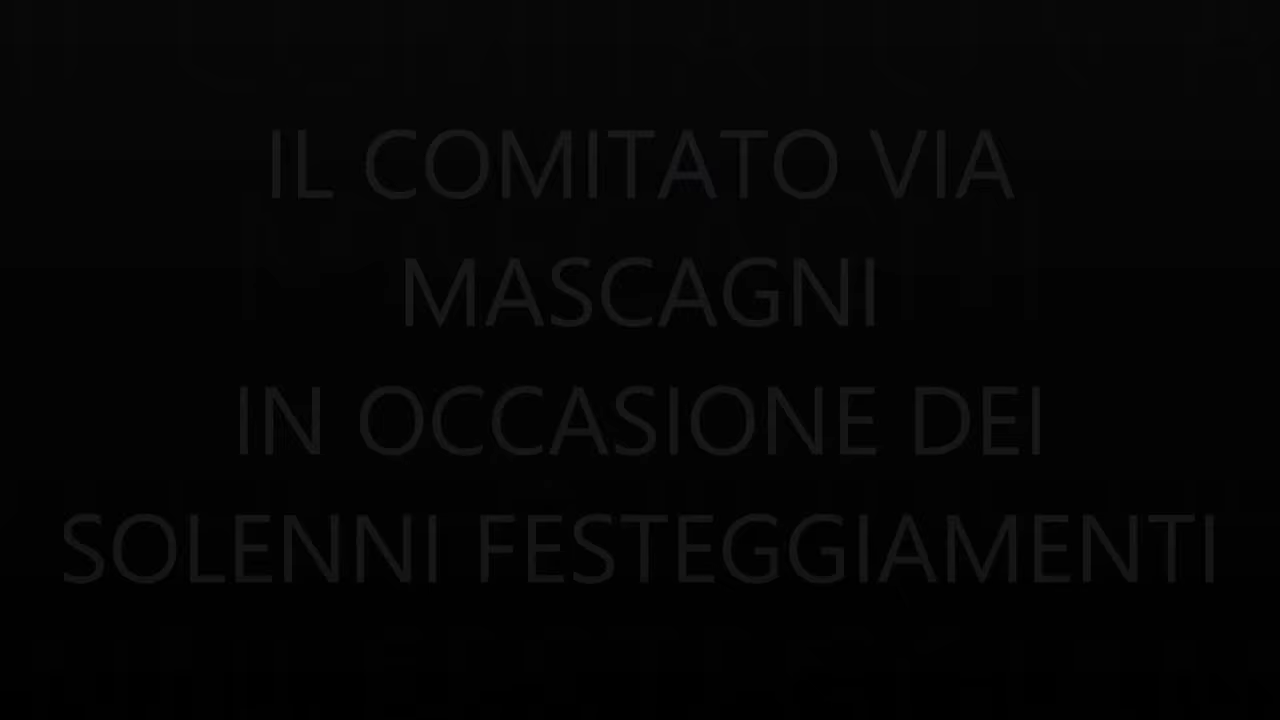 IL COMITATO VIA
MASCAGNI
IN OCCASIONE DEI
SOLENNI FESTEGGIAMENTI